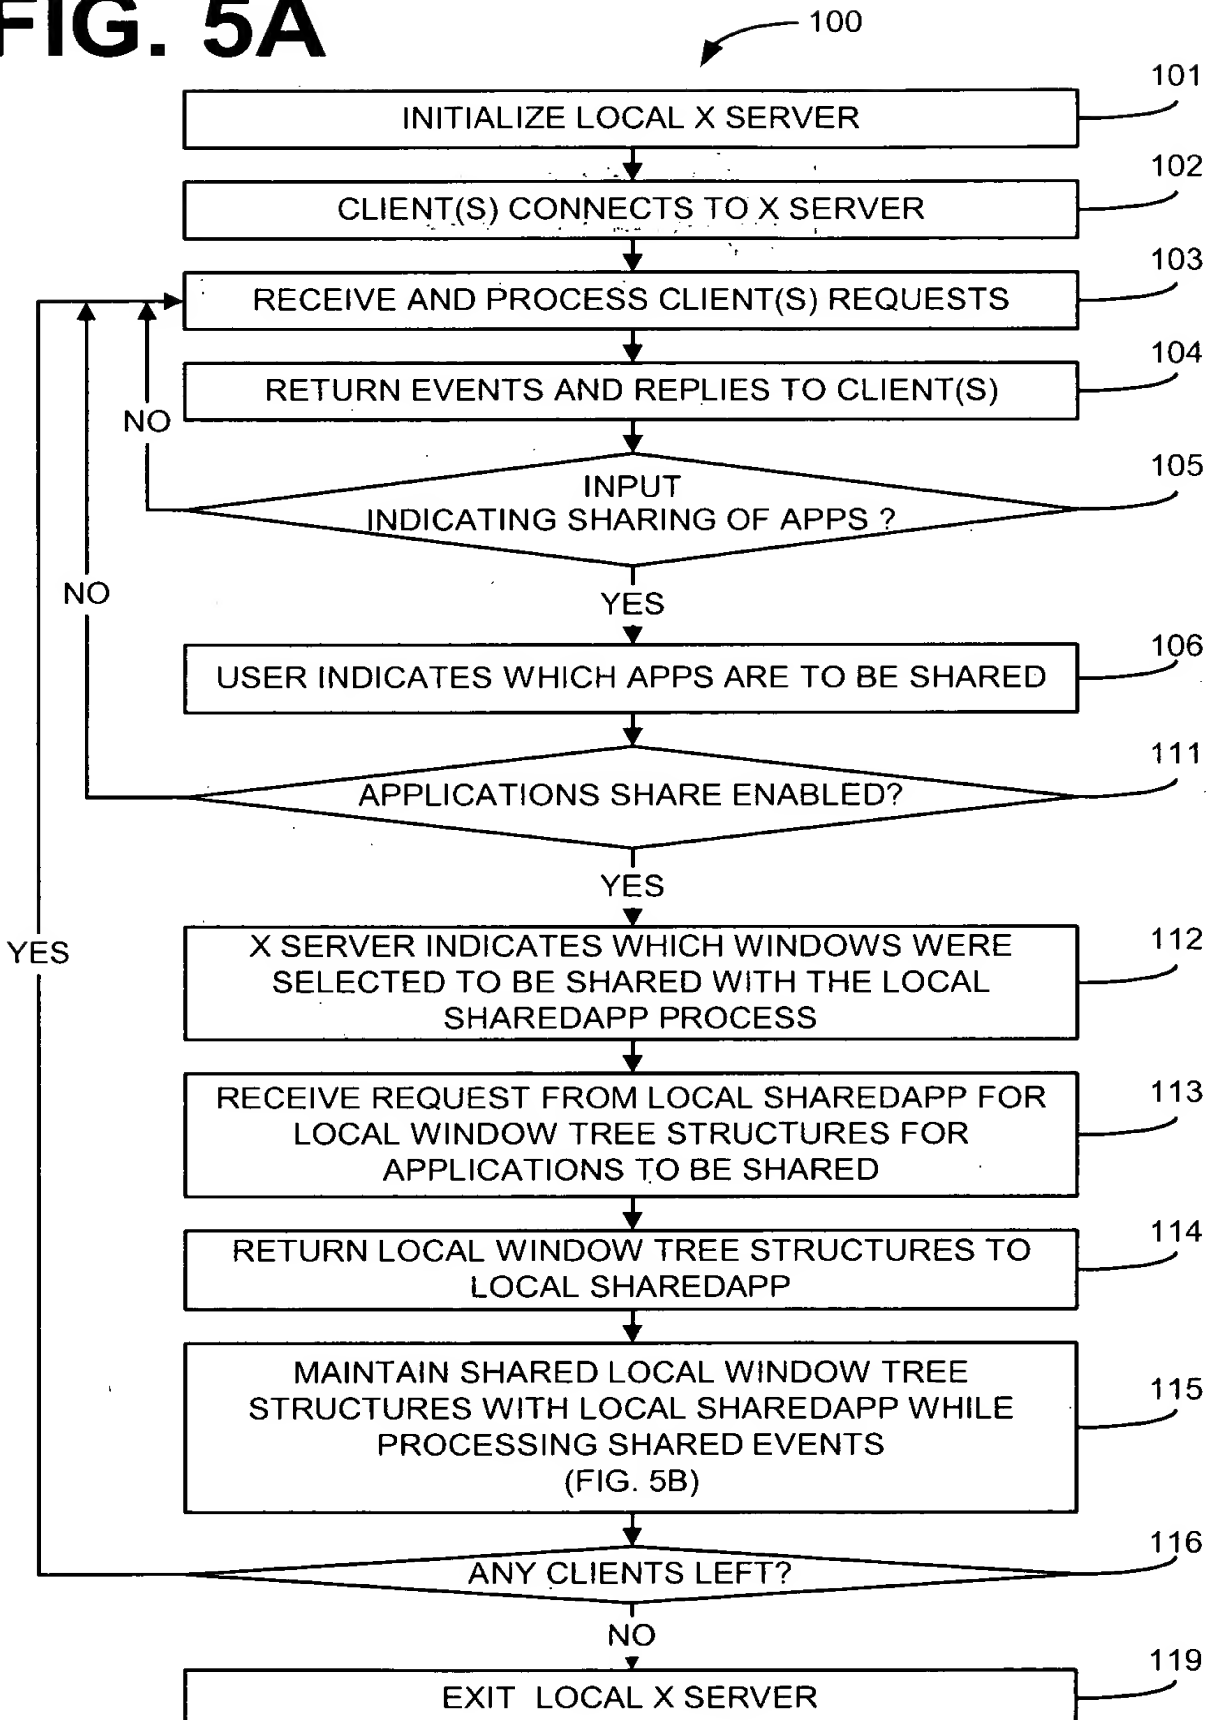 FIG. 5A
100
INITIALIZE LOCAL X SERVER
101
CLIENT(S) CONNECTS TO X SERVER
102
RECEIVE AND PROCESS CLIENT(S) REQUESTS
103
RETURN EVENTS AND REPLIES TO CLIENT(S)
104
NO
INPUT
INDICATING SHARING OF APPS ?
105
NO
YES
USER INDICATES WHICH APPS ARE TO BE SHARED
106
APPLICATIONS SHARE ENABLED?
111
YES
YES
X SERVER INDICATES WHICH WINDOWS WERE
SELECTED TO BE SHARED WITH THE LOCAL
SHAREDAPP PROCESS
112
RECEIVE REQUEST FROM LOCAL SHAREDAPP FOR
LOCAL WINDOW TREE STRUCTURES FOR
APPLICATIONS TO BE SHARED
113
RETURN LOCAL WINDOW TREE STRUCTURES TO
LOCAL SHAREDAPP
114
MAINTAIN SHARED LOCAL WINDOW TREE
STRUCTURES WITH LOCAL SHAREDAPP WHILE
PROCESSING SHARED EVENTS
(FIG. 5B)
115
ANY CLIENTS LEFT?
116
NO
EXIT LOCAL X SERVER
119